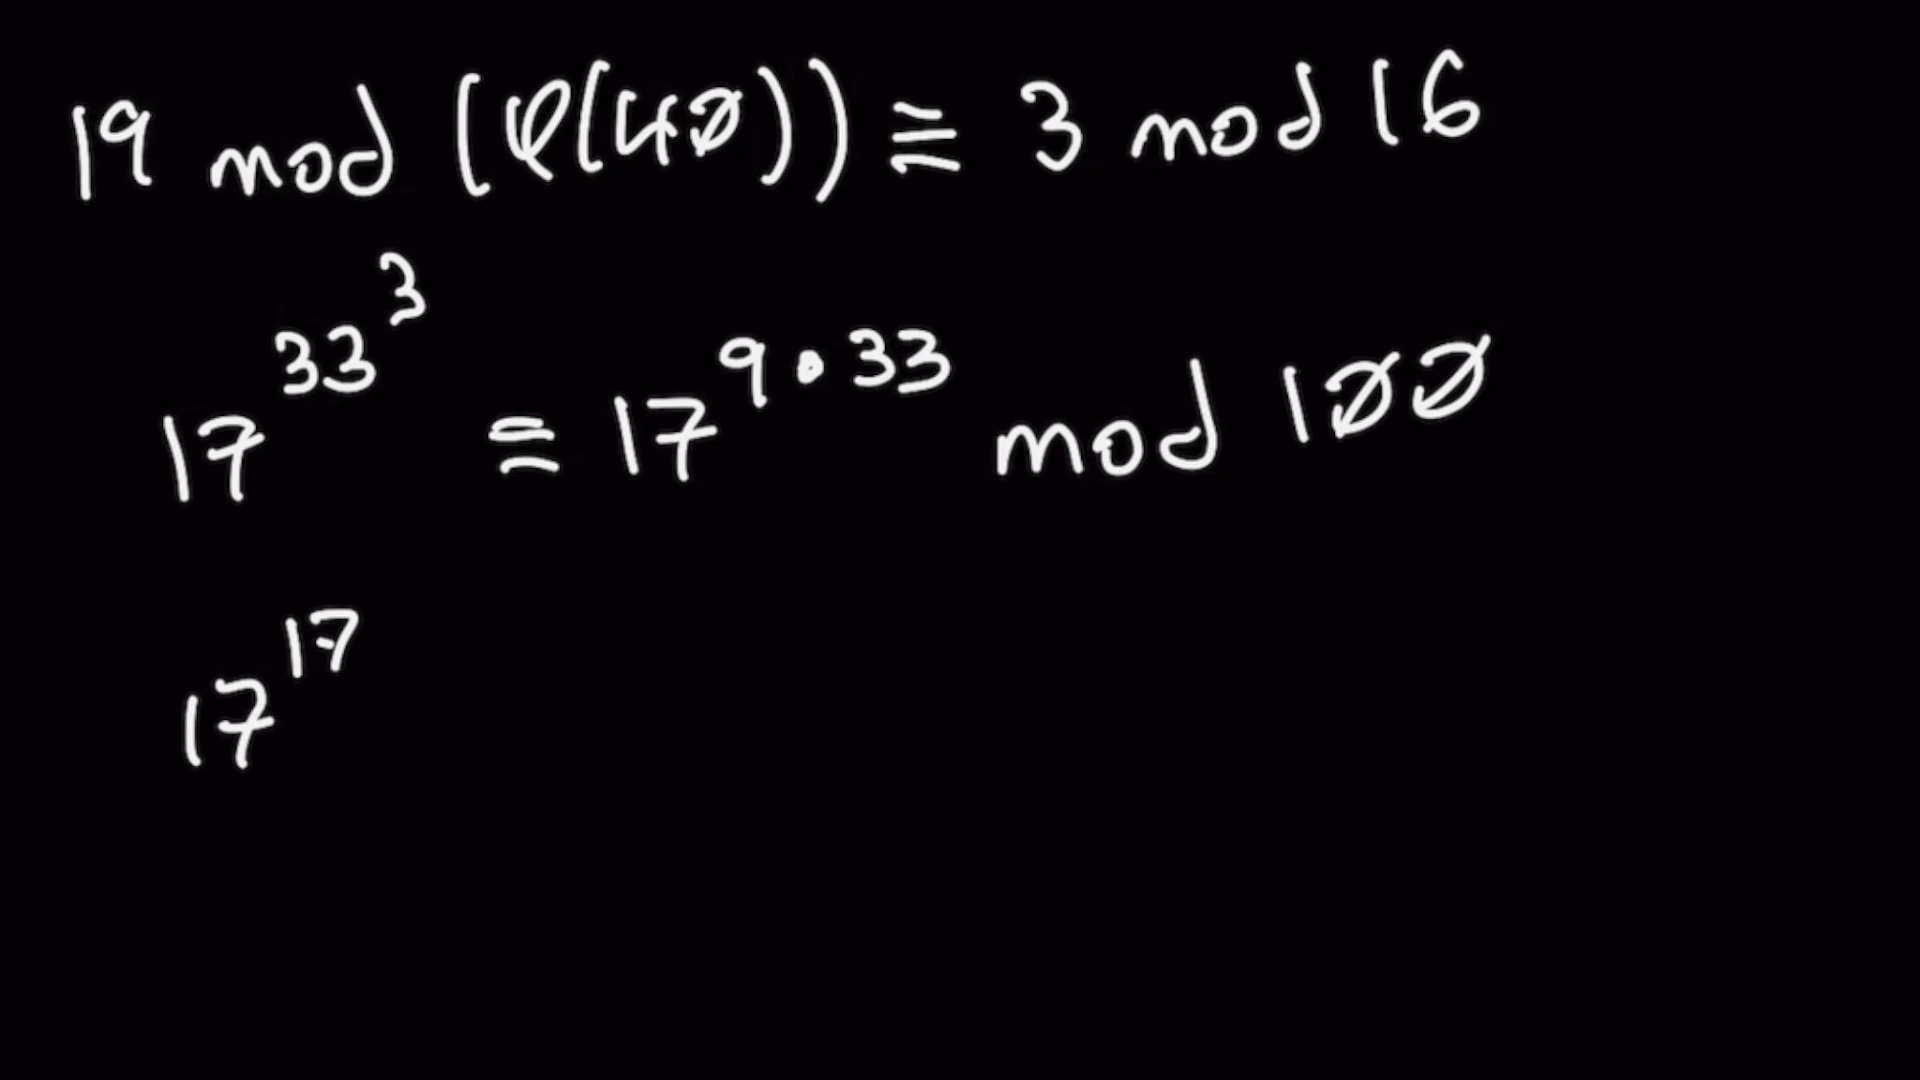 19 mod (φ(40)) ≡ 3 mod 16
17^33^3 ≡ 17^9•33 mod 100
17^17